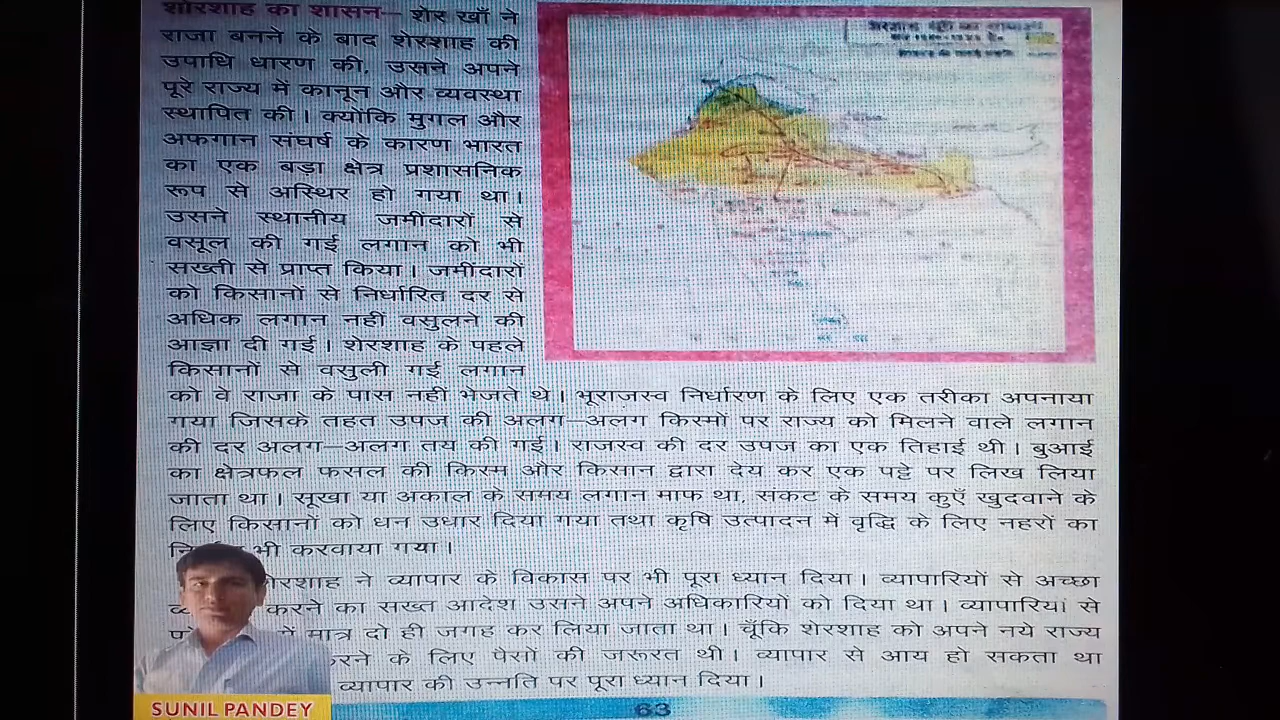 शेरशाह का शासन– शेर खाँ ने
राजा बनने के बाद शेरशाह की
उपाधि धारण की, उसने अपने
पूरे राज्य में कानून और व्यवस्था
स्थापित की। क्योंकि मुगल और
अफगान संघर्ष के कारण भारत
का एक बड़ा क्षेत्र प्रशासनिक
रूप से अस्थिर हो गया था।
उसने स्थानीय जमींदारों से
वसूल की गई लगान को भी
सख्ती से प्राप्त किया। जमींदारों
को किसानों से निर्धारित दर से
अधिक लगान नहीं वसुलने की
आज्ञा दी गई। शेरशाह के पहले
किसानों से वसुली गई लगान
को वे राजा के पास नहीं भेजते थे। भूराजस्व निर्धारण के लिए एक तरीका अपनाया
गया जिसके तहत उपज की अलग–अलग किस्मों पर राज्य को मिलने वाले लगान
की दर अलग–अलग तय की गई। राजस्व की दर उपज का एक तिहाई थी। बुआई
का क्षेत्रफल फसल की किस्म और किसान द्वारा देय कर एक पट्टे पर लिख लिया
जाता था। सूखा या अकाल के समय लगान माफ था, संकट के समय कुएँ खुदवाने के
लिए किसानों को धन उधार दिया गया तथा कृषि उत्पादन में वृद्धि के लिए नहरों का
भी करवाया गया।
शेरशाह ने व्यापार के विकास पर भी पूरा ध्यान दिया। व्यापारियों से अच्छा
करने का सख्त आदेश उसने अपने अधिकारियों को दिया था। व्यापारियों से
मात्र दो ही जगह कर लिया जाता था। चूँकि शेरशाह को अपने नये राज्य
के लिए पैसों की जरूरत थी। व्यापार से आय हो सकता था
व्यापार की उन्नति पर पूरा ध्यान दिया।
SUNIL PANDEY
63